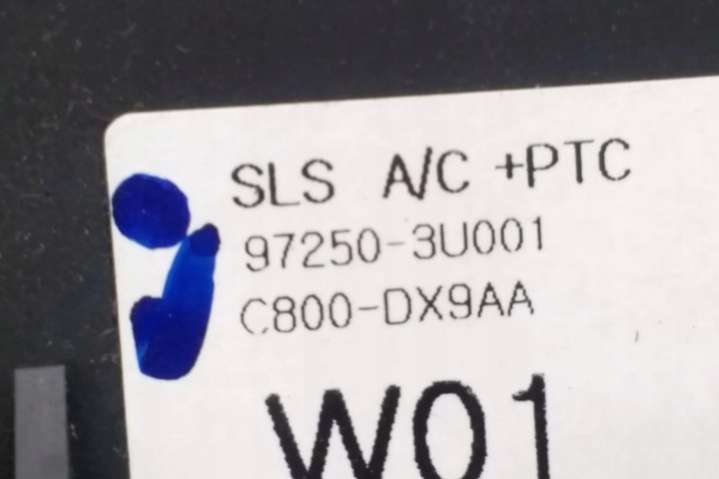 SLS A/C +PTC
97250-3U001
C800-DX9AA
W01